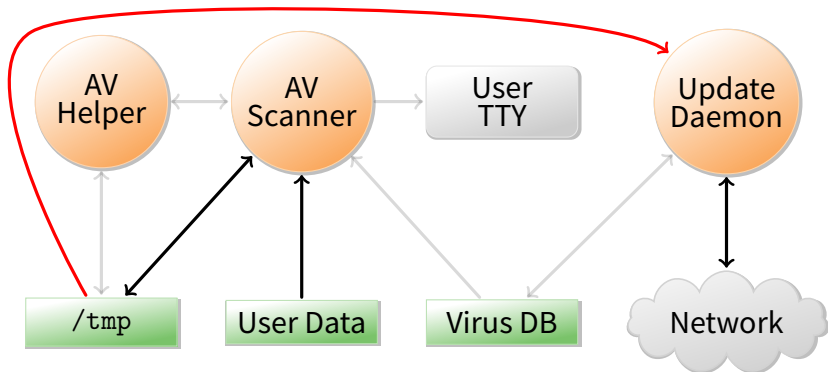 AV
Helper
AV
Scanner
User
TTY
Update
Daemon
/tmp
User Data
Virus DB
Network